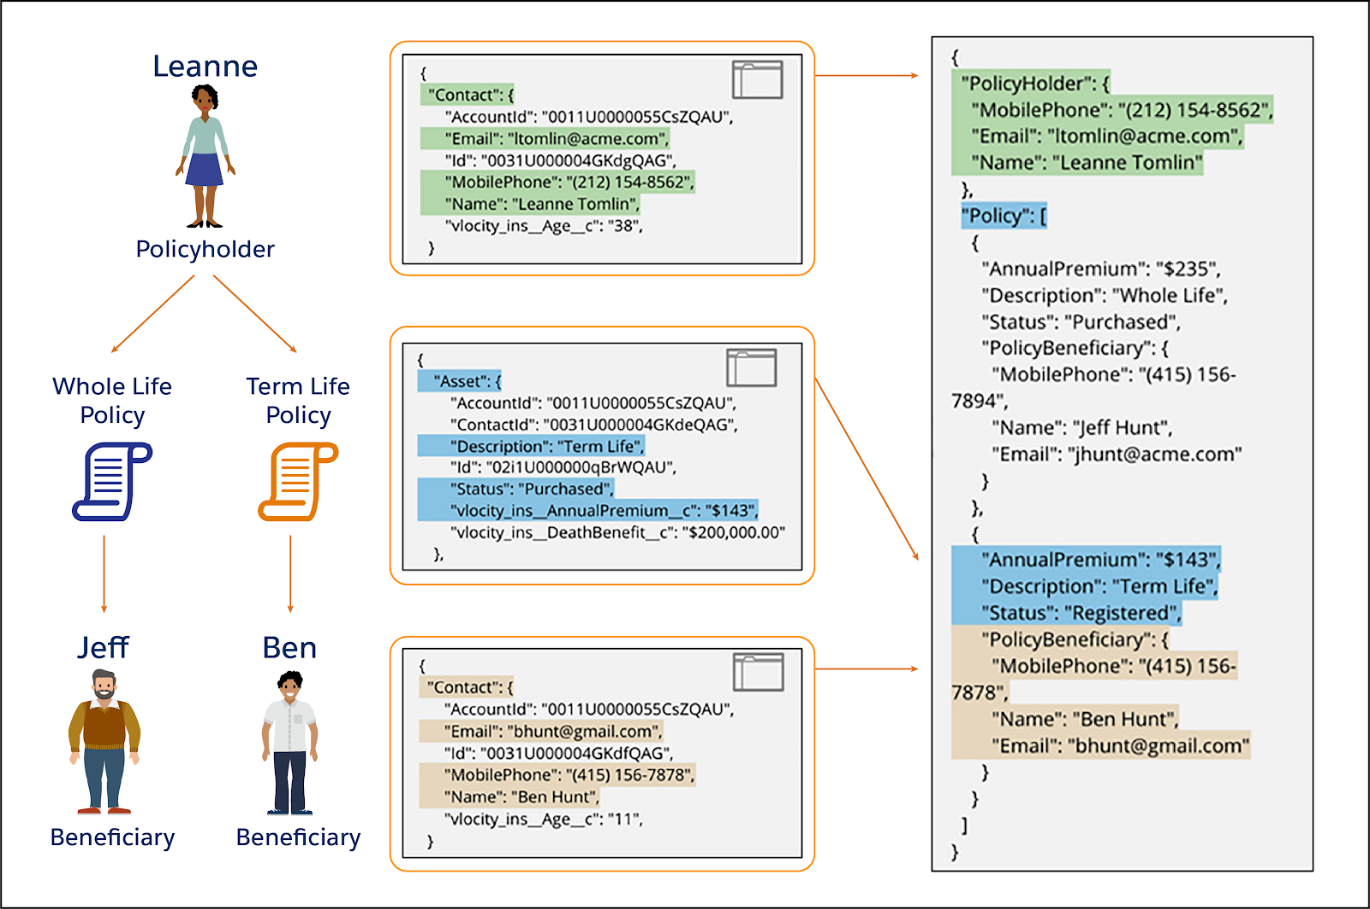 Leanne
Policyholder
Whole Life
Policy
Term Life
Policy
Jeff
Beneficiary
Ben
Beneficiary
{
"Contact": {
"AccountId": "0011U0000055CsZQAU",
"Email": "ltomlin@acme.com",
"Id": "0031U000004GKdgQAG",
"MobilePhone": "(212) 154-8562",
"Name": "Leanne Tomlin",
"vlocity_ins__Age__c": "38",
}
{
"Asset": {
"AccountId": "0011U0000055CsZQAU",
"ContactId": "0031U000004GKdeQAG",
"Description": "Term Life",
"Id": "02i1U000000qBrWQAU",
"Status": "Purchased",
"vlocity_ins__AnnualPremium__c": "$143",
"vlocity_ins__DeathBenefit__c": "$200,000.00"
},
{
"Contact": {
"AccountId": "0011U0000055CsZQAU",
"Email": "bhunt@gmail.com",
"Id": "0031U000004GKdfQAG",
"MobilePhone": "(415) 156-7878",
"Name": "Ben Hunt",
"vlocity_ins__Age__c": "11",
}
{
"PolicyHolder": {
"MobilePhone": "(212) 154-8562",
"Email": "ltomlin@acme.com",
"Name": "Leanne Tomlin"
},
"Policy": [
{
"AnnualPremium": "$235",
"Description": "Whole Life",
"Status": "Purchased",
"PolicyBeneficiary": {
"MobilePhone": "(415) 156-
7894",
"Name": "Jeff Hunt",
"Email": "jhunt@acme.com"
}
},
{
"AnnualPremium": "$143",
"Description": "Term Life",
"Status": "Registered",
"PolicyBeneficiary": {
"MobilePhone": "(415) 156-
7878",
"Name": "Ben Hunt",
"Email": "bhunt@gmail.com"
}
}
]
}